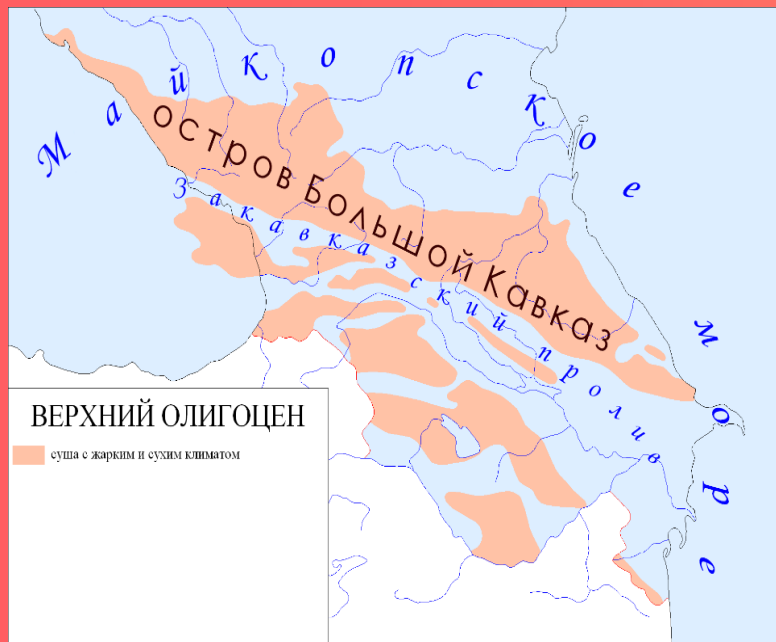 Майкопское море
остров Большой Кавказ
Закавказский пролив
ВЕРХНИЙ ОЛИГОЦЕН
суша с жарким и сухим климатом